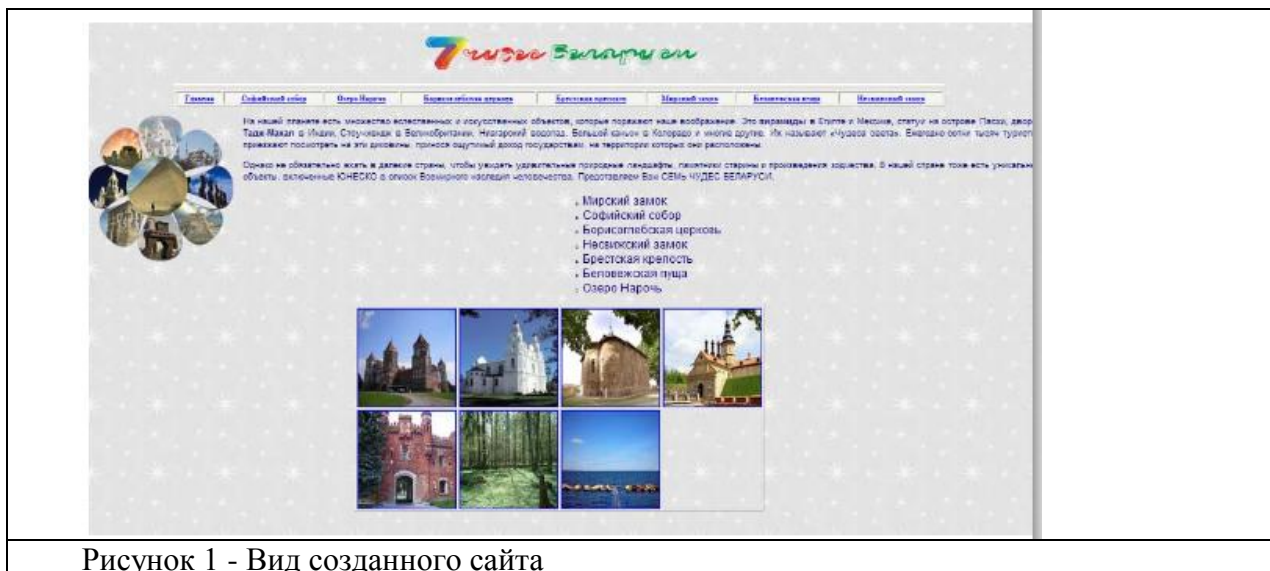 7 чудес Беларуси
Главная Софийский собор Озеро Нарочь Борисоглебская церковь Брестская крепость Мирский замок Беловежская пуща Несвижский замок
На нашей планете есть множество естественных и искусственных объектов, которые поражают наше воображение. Это пирамиды в Египте и Мексике, статуи на острове Пасхи, двор
Тадж-Махал в Индии, Стоунхендж в Великобритании, Ниагарский водопад, Большой каньон в Колорадо и многие другие. Их называют «Чудеса света». Ежегодно сотни тысяч турист
приезжают посмотреть на эти диковины, принося ощутимый доход государствам, на территории которых они расположены.
Однако не обязательно ехать в далекие страны, чтобы увидеть удивительные природные ландшафты, памятники старины и произведения зодчества. В нашей стране тоже есть уникальн
объекты, включенные ЮНЕСКО в список Всемирного наследия человечества. Представляем Вам СЕМЬ ЧУДЕС БЕЛАРУСИ.
Мирский замок
Софийский собор
Борисоглебская церковь
Несвижский замок
Брестская крепость
Беловежская пуща
Озеро Нарочь
Рисунок 1 - Вид созданного сайта